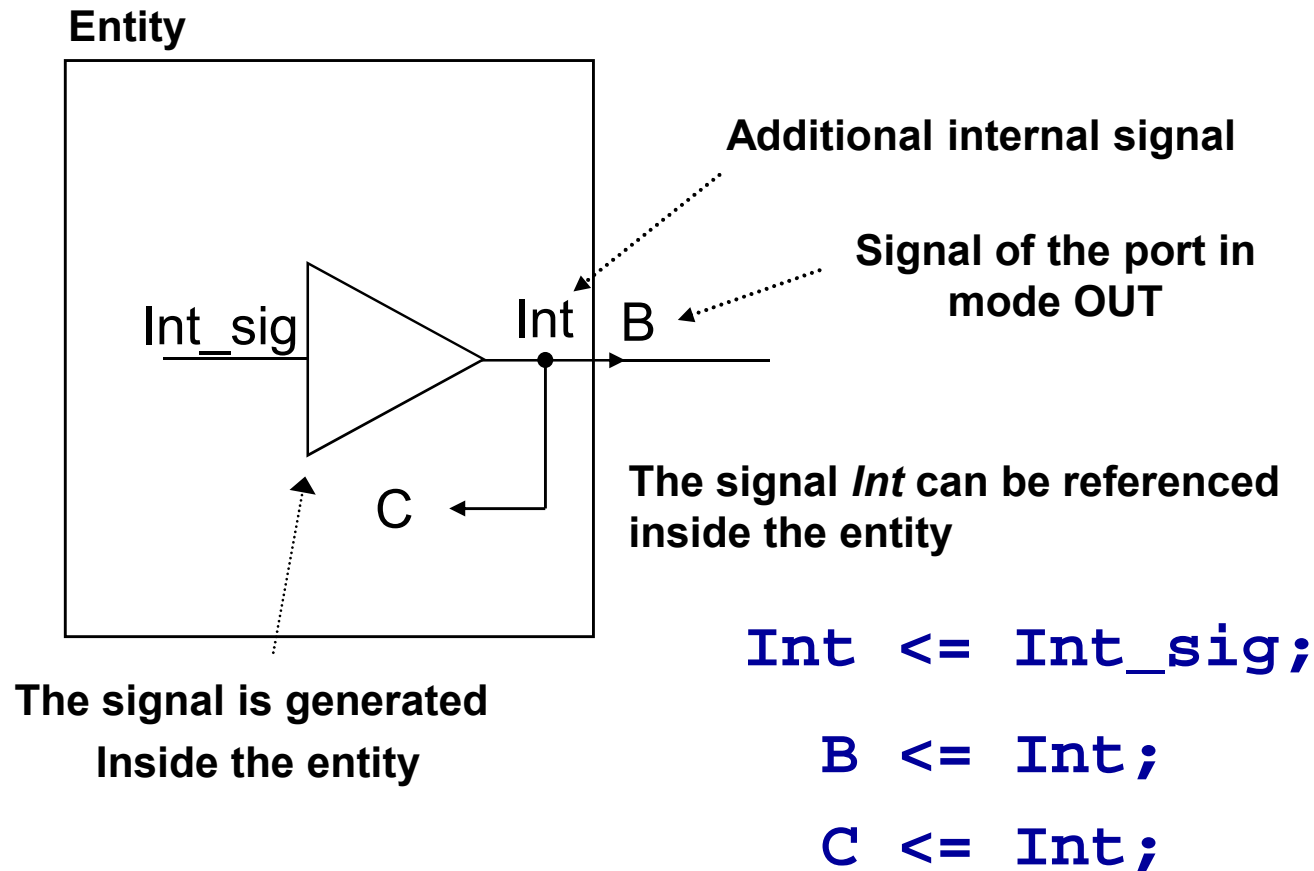 Entity
Additional internal signal
Signal of the port in
mode OUT
Int_sig
Int
B
C
The signal Int can be referenced
inside the entity
Int <= Int_sig;
The signal is generated
Inside the entity
B <= Int;
C <= Int;